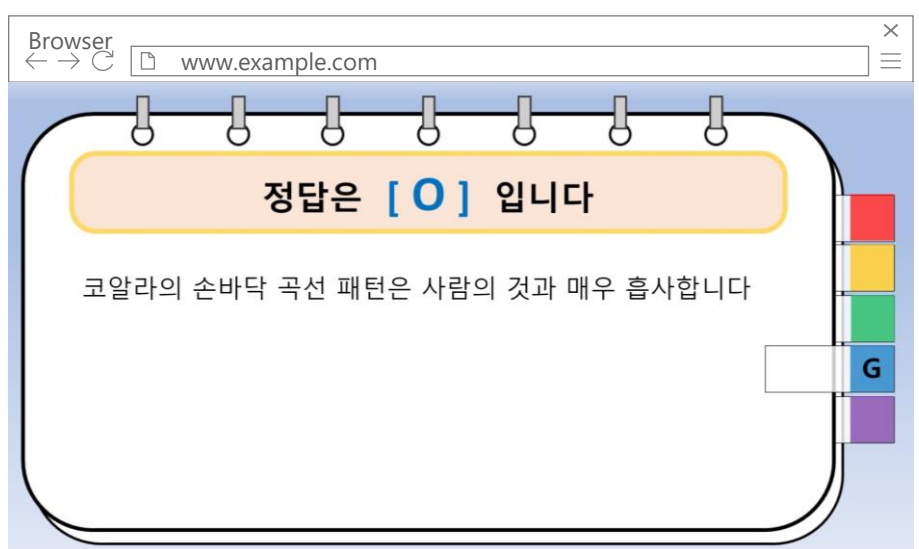 Browser
www.example.com
정답은 [ O ] 입니다
코알라의 손바닥 곡선 패턴은 사람의 것과 매우 흡사합니다
G